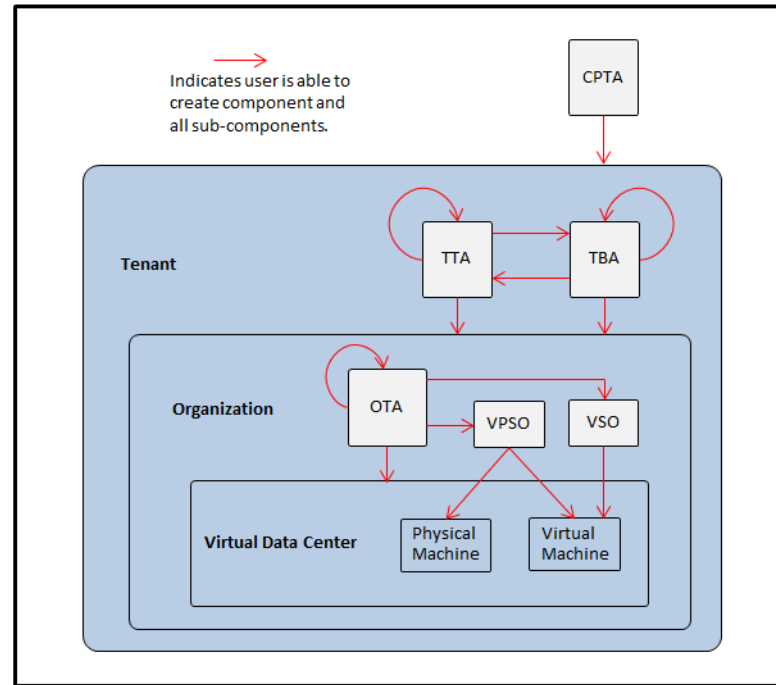 Indicates user is able to
create component and
all sub-components.
CPTA
Tenant
TTA
TBA
Organization
OTA
VPSO
VSO
Virtual Data Center
Physical
Machine
Virtual
Machine